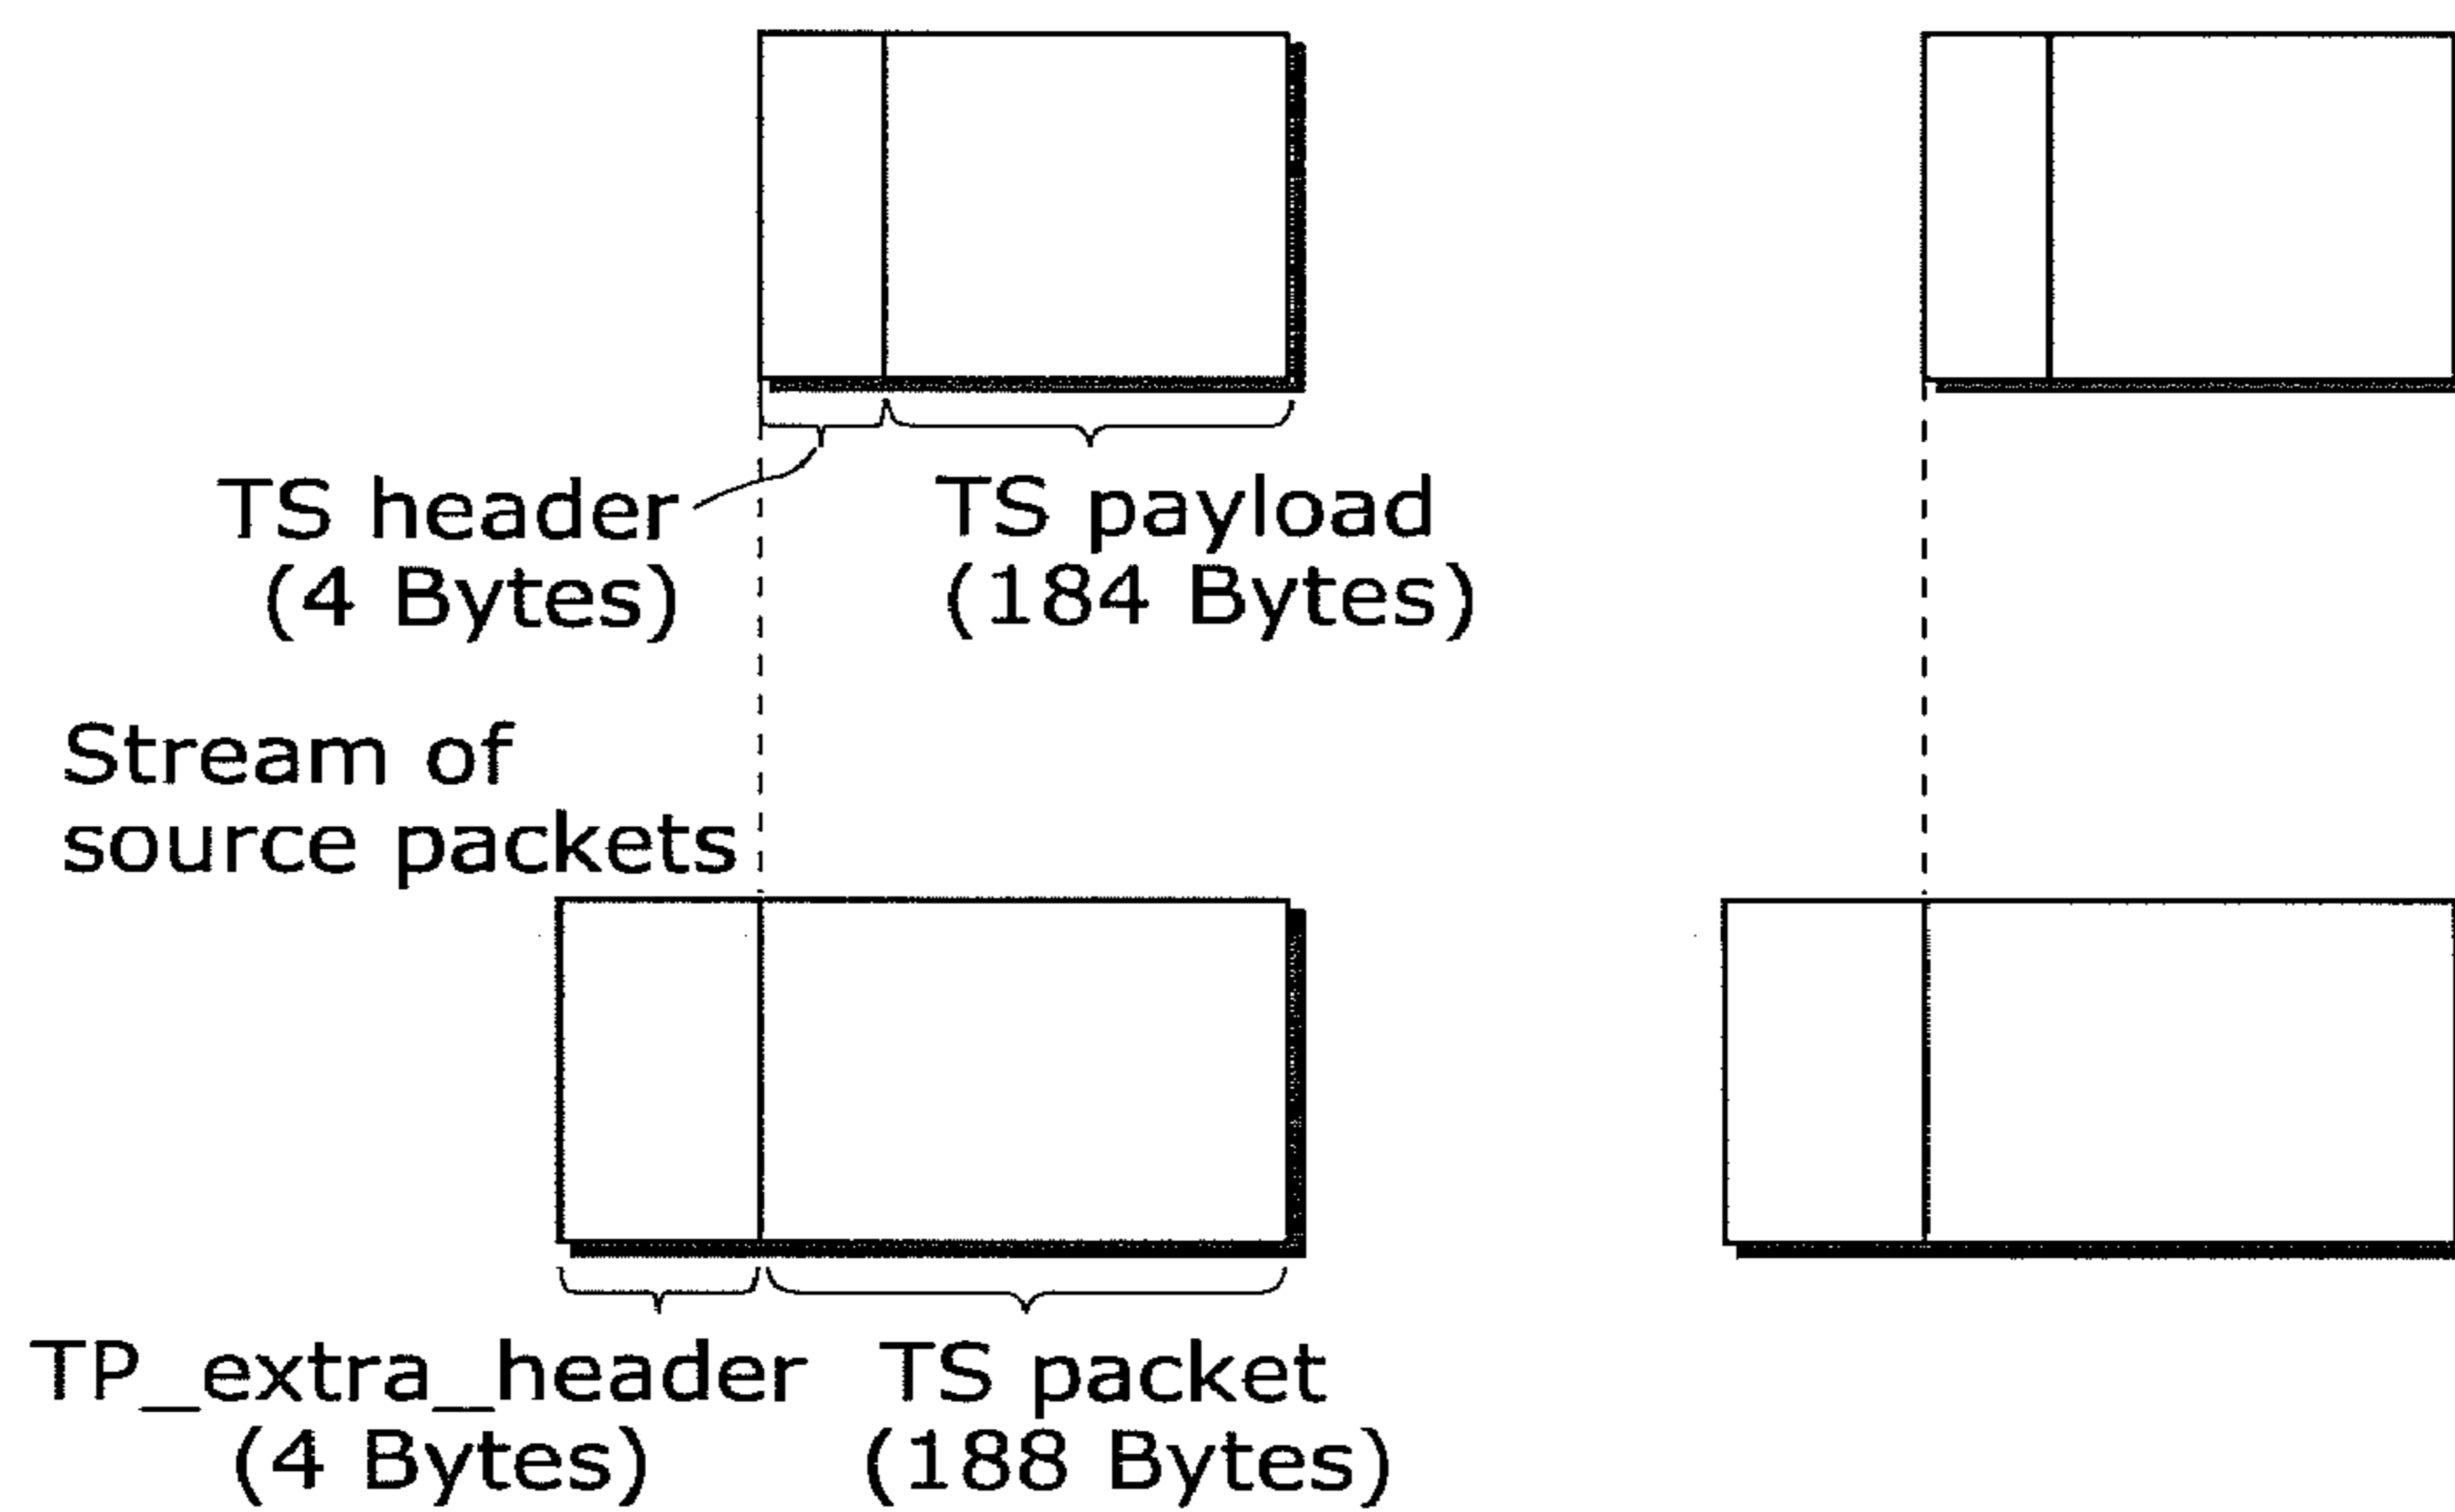 TS header
(4 Bytes)
TS payload
(184 Bytes)
Stream of
source packets
TP_extra_header
(4 Bytes)
TS packet
(188 Bytes)